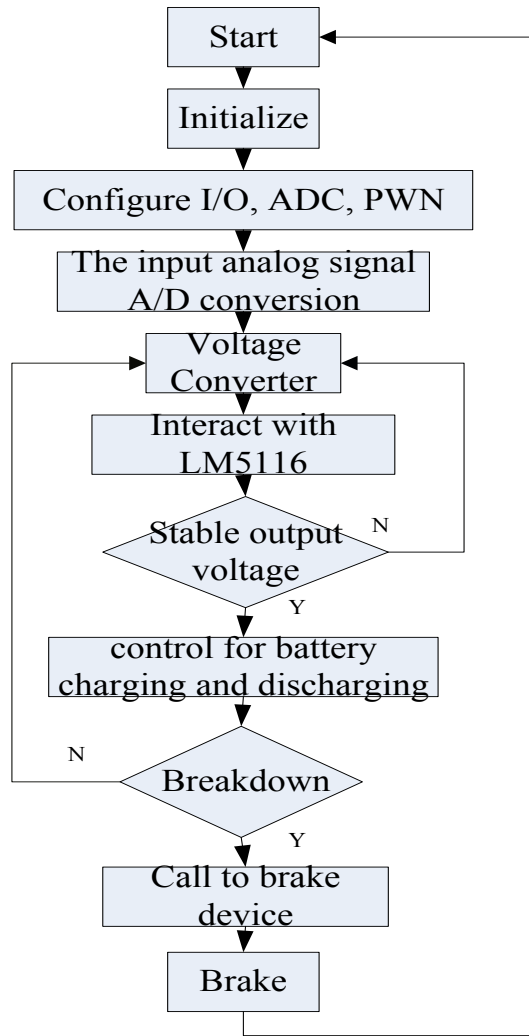 Start
Initialize
Configure I/O, ADC, PWN
The input analog signal
A/D conversion
Voltage
Converter
Interact with
LM5116
Stable output
voltage
N
Y
control for battery
charging and discharging
N
Breakdown
Y
Call to brake
device
Brake